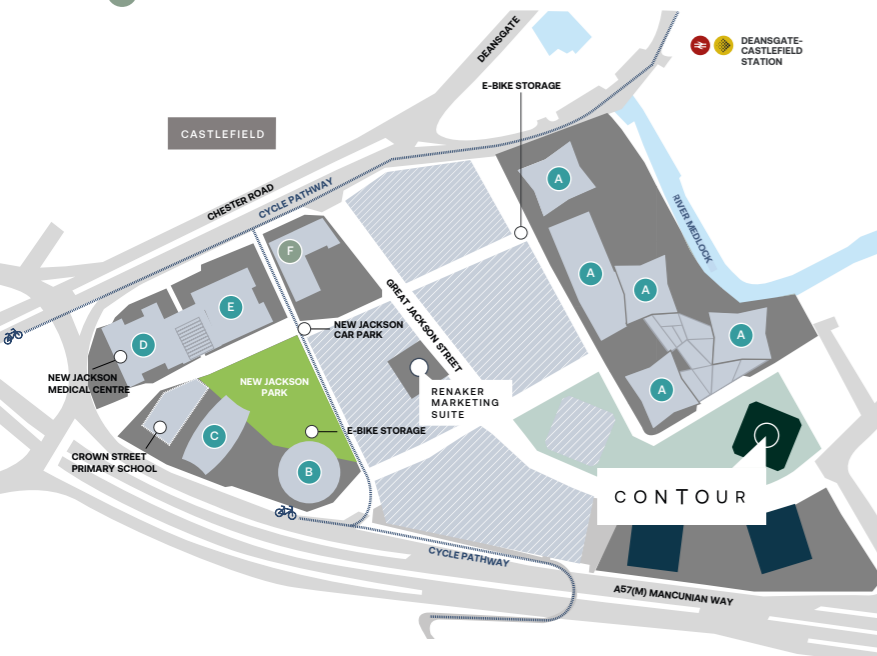 DEANSGATE
DEANSGATE-
CASTLEFIELD
STATION
E-BIKE STORAGE
CASTLEFIELD
CHESTER ROAD
CYCLE PATHWAY
RIVER MEDLOCK
A
A
A
A
A
F
E
D
GREAT JACKSON STREET
NEW JACKSON
CAR PARK
NEW JACKSON
MEDICAL CENTRE
NEW JACKSON
PARK
RENAKER
MARKETING
SUITE
E-BIKE STORAGE
C
B
CROWN STREET
PRIMARY SCHOOL
CONTOUR
CYCLE PATHWAY
A57(M) MANCUNIAN WAY